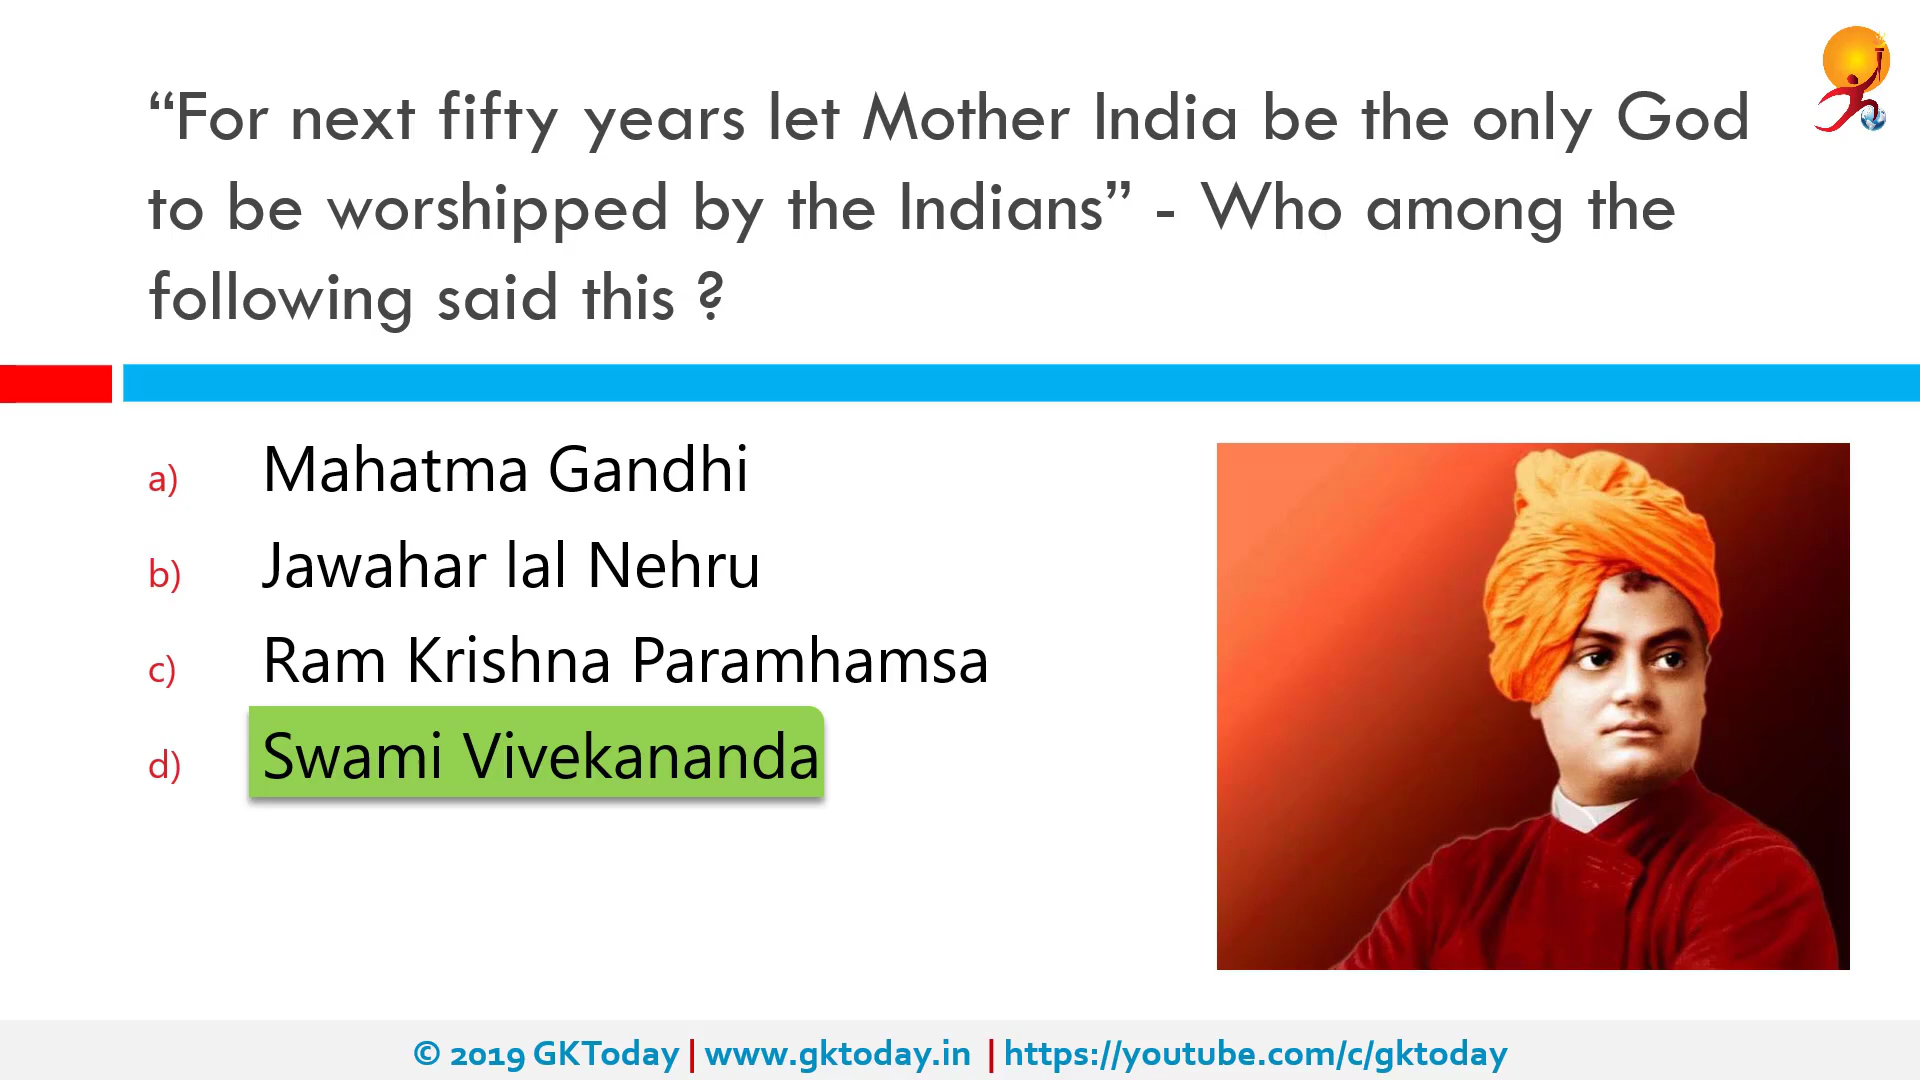 “For next fifty years let Mother India be the only God
to be worshipped by the Indians” - Who among the
following said this ?
a) Mahatma Gandhi
b) Jawahar lal Nehru
c) Ram Krishna Paramhamsa
d) Swami Vivekananda
© 2019 GKToday | www.gktoday.in | https://youtube.com/c/gktoday